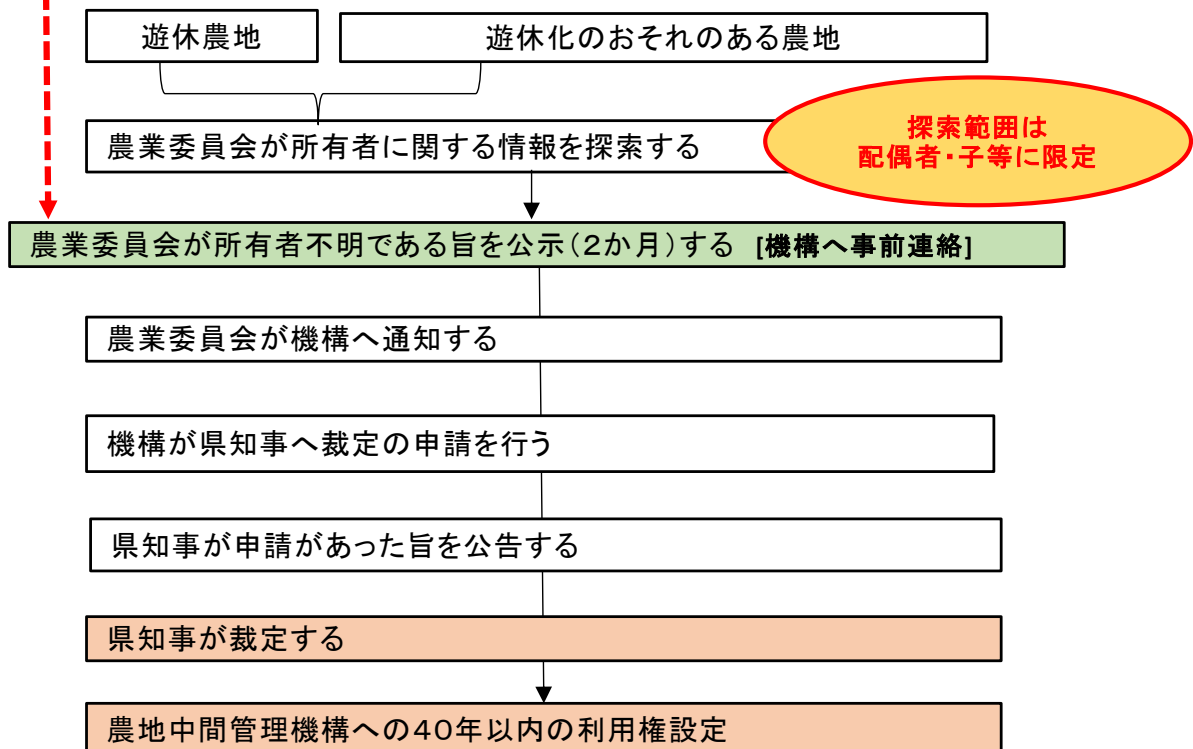 遊休農地
遊休化のおそれのある農地
農業委員会が所有者に関する情報を探索する
探索範囲は
配偶者・子等に限定
農業委員会が所有者不明である旨を公示（２か月）する [機構へ事前連絡]
農業委員会が機構へ通知する
機構が県知事へ裁定の申請を行う
県知事が申請があった旨を公告する
県知事が裁定する
農地中間管理機構への４０年以内の利用権設定